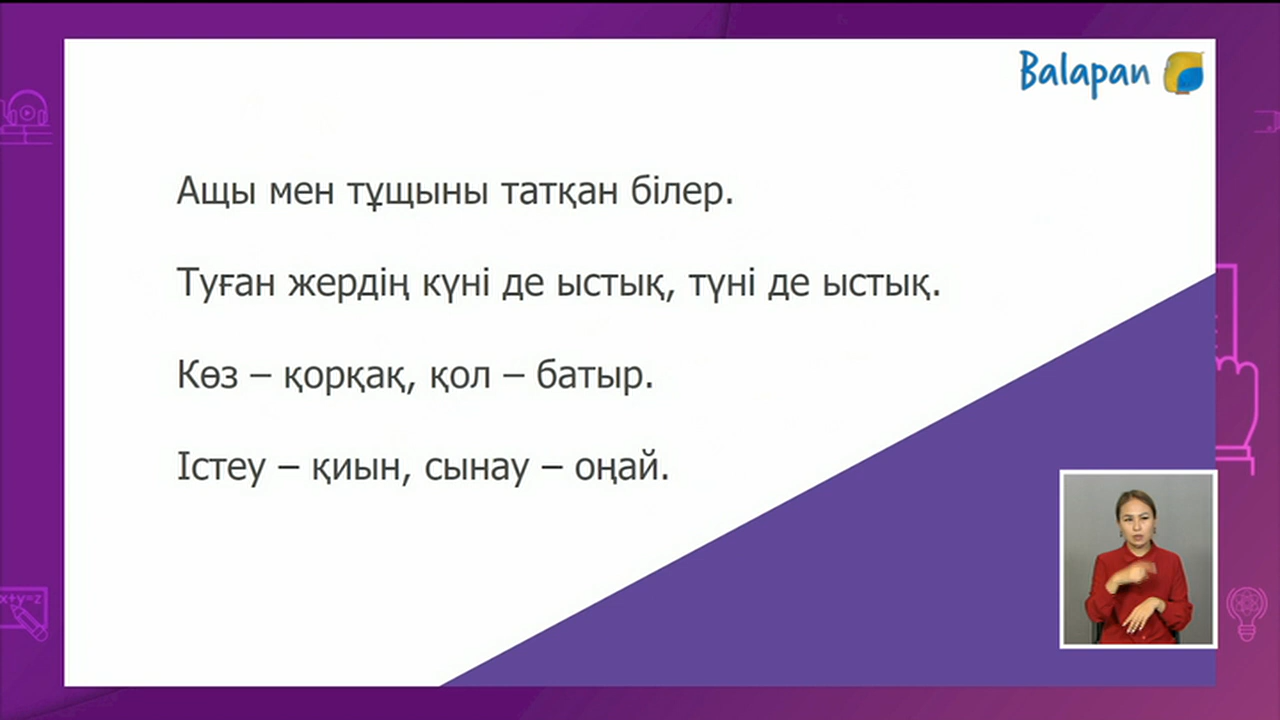 Balapan
Ащы мен тұщыны татқан білер.
Туған жердің күні де ыстық, түні де ыстық.
Көз – қорқақ, қол – батыр.
Істеу – қиын, сынау – оңай.
x+y=z